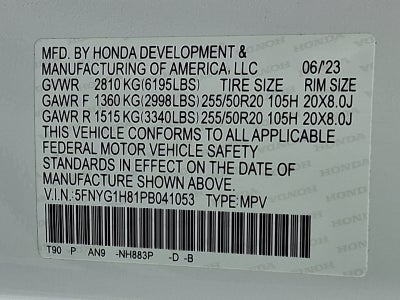 MFD. BY HONDA DEVELOPMENT &
MANUFACTURING OF AMERICA, LLC 06/23
GVWR 2810 KG(6195LBS) TIRE SIZE RIM SIZE
GAWR F 1360 KG(2998LBS) 255/50R20 105H 20X8.0J
GAWR R 1515 KG(3340LBS) 255/50R20 105H 20X8.0J
THIS VEHICLE CONFORMS TO ALL APPLICABLE
FEDERAL MOTOR VEHICLE SAFETY
STANDARDS IN EFFECT ON THE DATE OF
MANUFACTURE SHOWN ABOVE.
V.I.N.:5FNYG1H81PB041053 TYPE:MPV
T90 P AN9 -NH883P -D -B